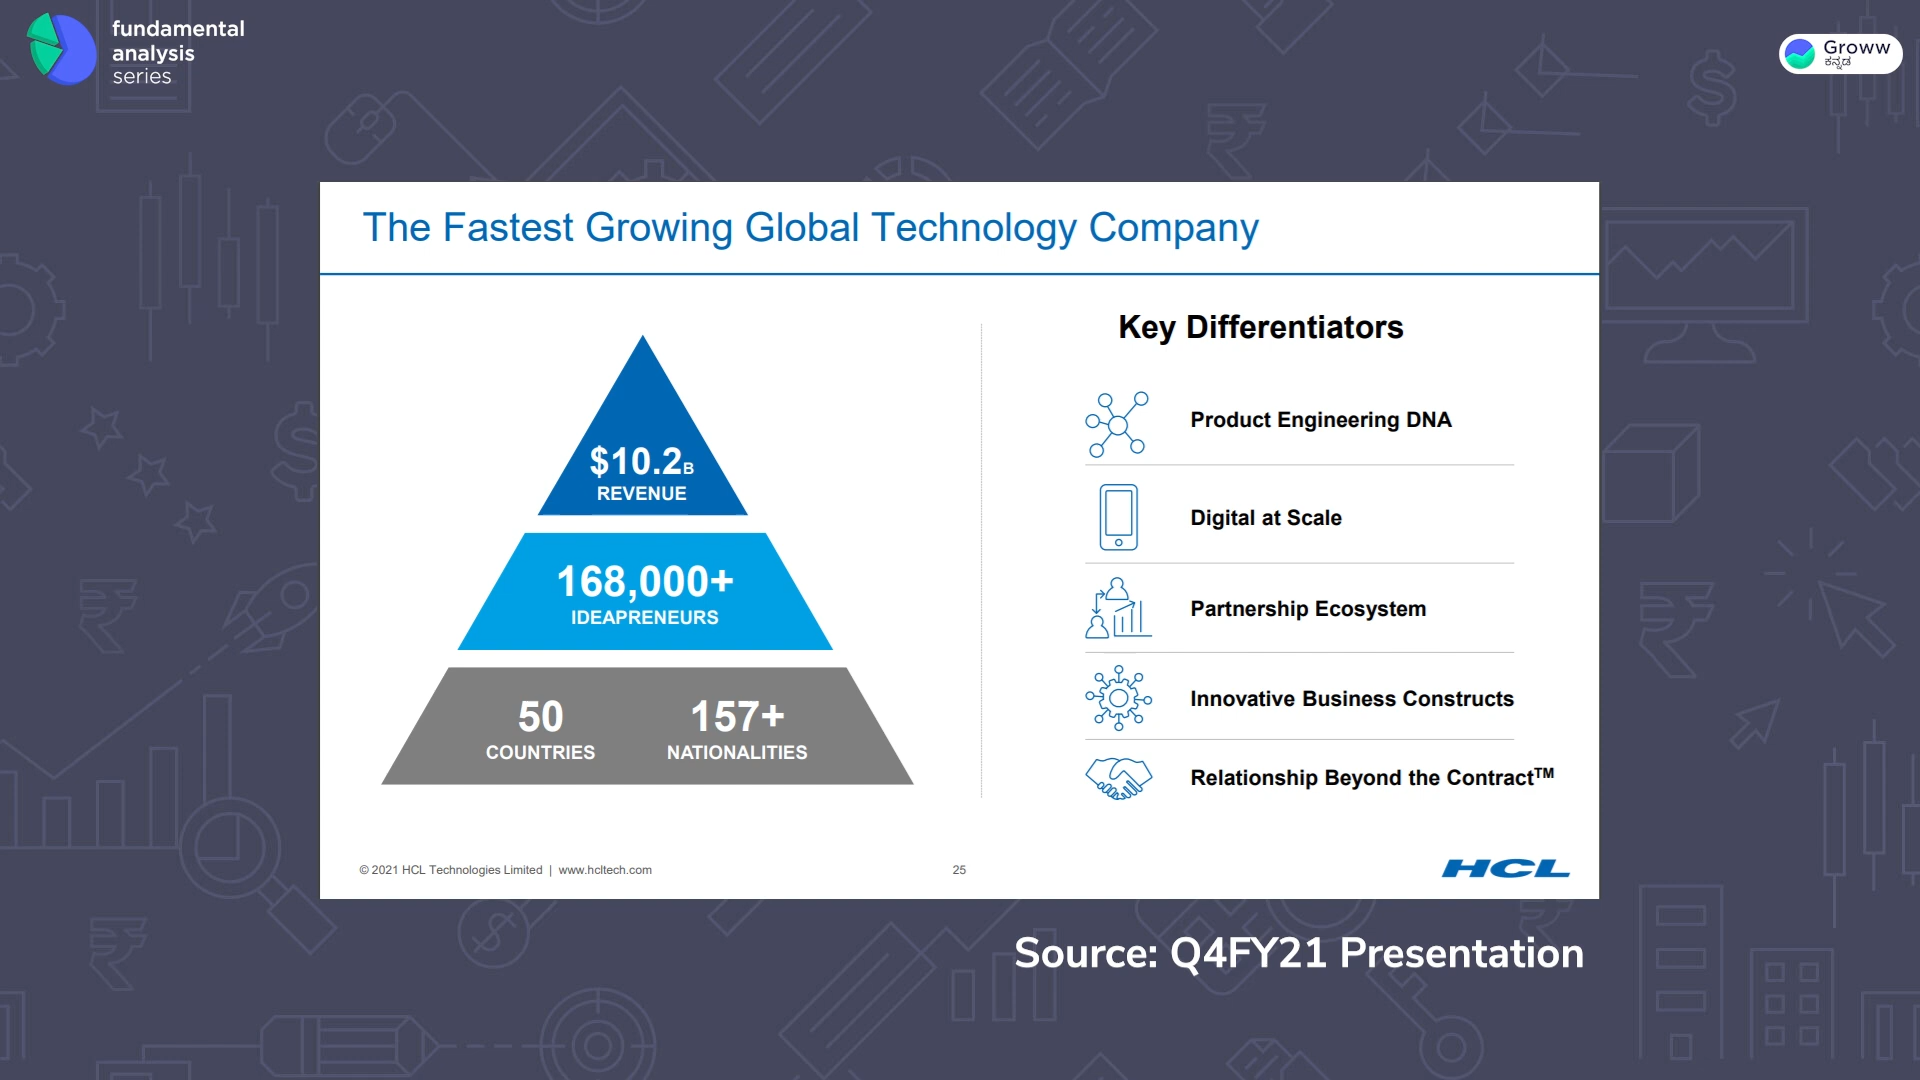 fundamental
analysis
series
Groww
ಕನ್ನಡ
The Fastest Growing Global Technology Company
$10.2B
REVENUE
168,000+
IDEAPRENEURS
50
COUNTRIES
157+
NATIONALITIES
Key Differentiators
Product Engineering DNA
Digital at Scale
Partnership Ecosystem
Innovative Business Constructs
Relationship Beyond the Contract™
© 2021 HCL Technologies Limited | www.hcltech.com
25
HCL
Source: Q4FY21 Presentation